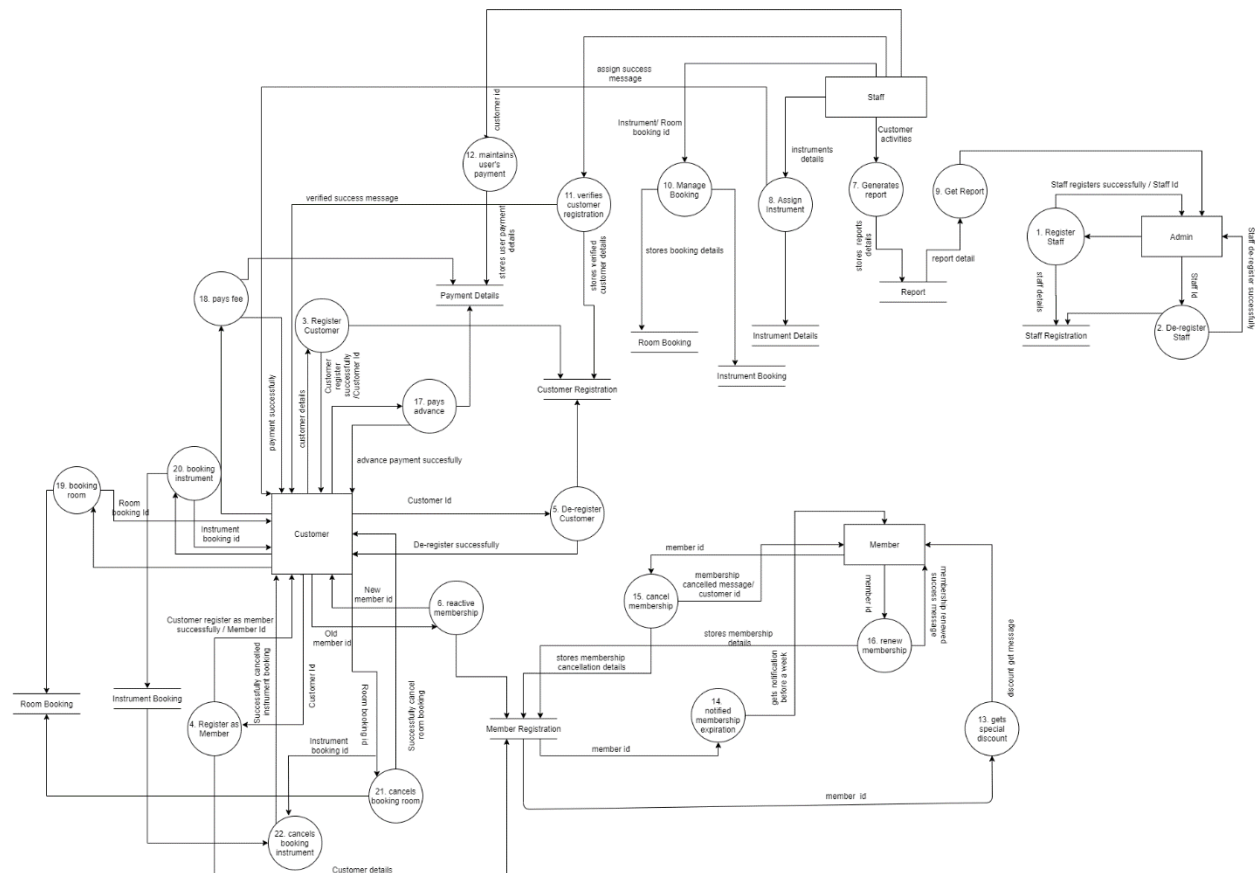 assign success
message
Staff
customer id
Instrument/ Room
booking id
Customer
activities
instruments
details
12. maintains
user's
payment
11. verifies
customer
registration
10. Manage
Booking
8. Assign
Instrument
7. Generates
report
9. Get Report
Staff registers successfully / Staff Id
verified success message
1. Register
Staff
Admin
Staff de-register successfully
stores user payment
details
stores verified
customer details
stores booking details
stores reports
details
report detail
staff details
Staff Id
18. pays fee
Payment Details
Report
3. Register
Customer
Room Booking
Instrument Details
Staff Registration
2. De-register
Staff
Instrument Booking
Customer
register
successfully
/Customer Id
Customer Registration
payment successfully
customer details
17. pays
advance
advance payment succesfully
20. booking
instrument
19. booking
room
Room
booking Id
Instrument
booking id
Customer
Customer Id
5. De-register
Customer
De-register successfully
Member
member id
membership
cancelled message/
customer id
member id
membership renewed
success message
New
member id
6. reactive
membership
15. cancel
membership
Old
member id
Customer register as member
successfully / Member Id
stores membership
details
16. renew
membership
stores membership
cancellation details
Successfully cancelled
instrument booking
Customer Id
Room booking id
Successfully cancel
room booking
gets notification
before a week
discount get message
Room Booking
Instrument Booking
4. Register as
Member
Member Registration
14.
notified
membership
expiration
13. gets
special
discount
Instrument
booking id
member id
21. cancels
booking room
member id
22. cancels
booking
instrument
Customer details